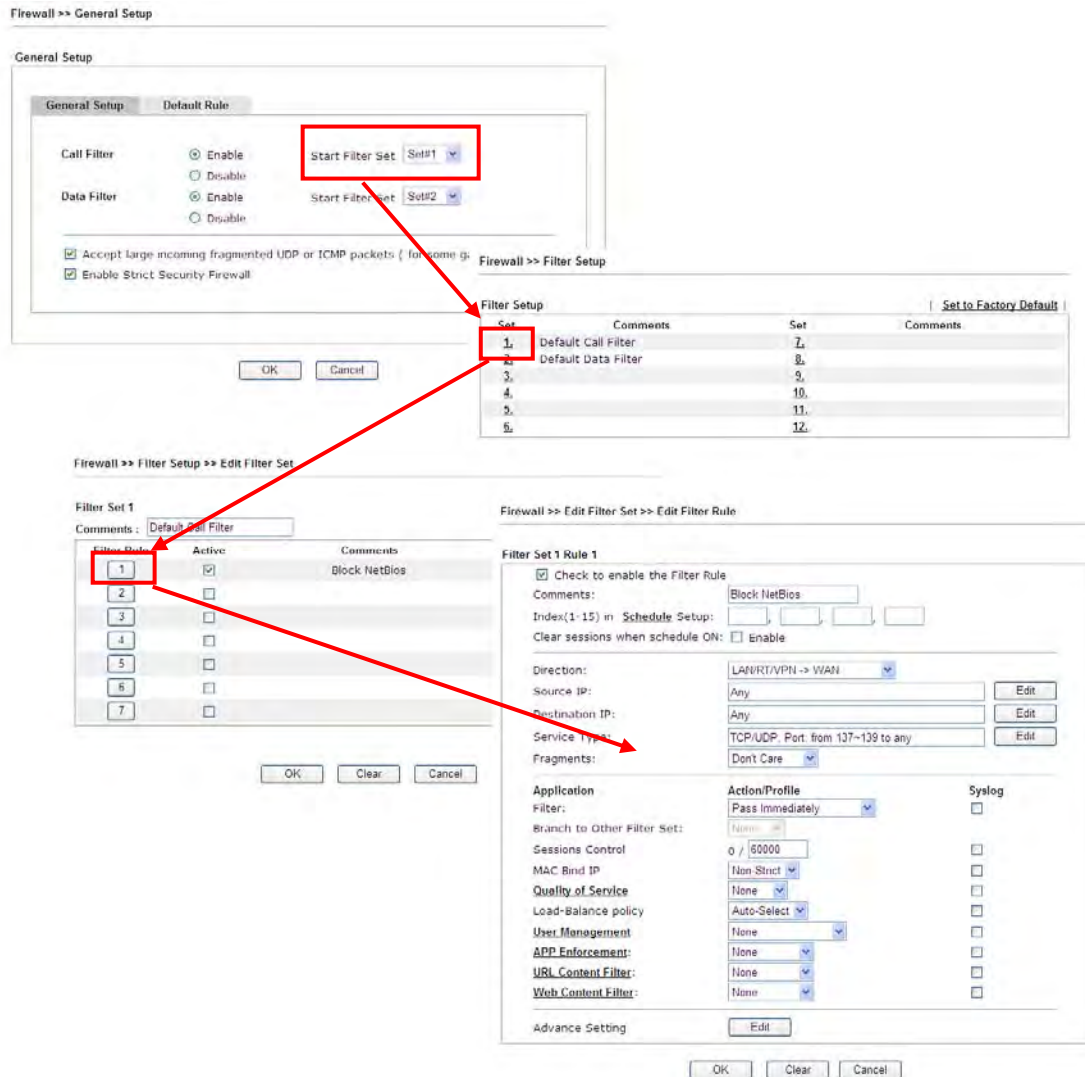 Firewall >> General Setup
General Setup
General Setup Default Rule
Call Filter Enable Start Filter Set Set#1
Disable
Data Filter Enable Start Filter Set Set#2
Disable
Accept large incoming fragmented UDP or ICMP packets ( for some ga
Enable Strict Security Firewall
OK Cancel
Firewall >> Filter Setup
Filter Setup | Set to Factory Default |
Set Comments Set Comments
1. Default Call Filter 7.
2. Default Data Filter 8.
3. 9.
4. 10.
5. 11.
6. 12.
Firewall >> Filter Setup >> Edit Filter Set
Filter Set 1
Comments : Default Call Filter
Filter Rule Active Comments
1 Block NetBios
2
3
4
5
6
7
OK Clear Cancel
Firewall >> Edit Filter Set >> Edit Filter Rule
Filter Set 1 Rule 1
Check to enable the Filter Rule
Comments: Block NetBios
Index(1-15) in Schedule Setup: , , ,
Clear sessions when schedule ON: Enable
Direction: LAN/RT/VPN -> WAN
Source IP: Any Edit
Destination IP: Any Edit
Service Type: TCP/UDP, Port: from 137~139 to any Edit
Fragments: Don't Care
Application Action/Profile Syslog
Filter: Pass Immediately
Branch to Other Filter Set: None
Sessions Control 0 / 60000
MAC Bind IP Non-Strict
Quality of Service None
Load-Balance policy Auto-Select
User Management None
APP Enforcement: None
URL Content Filter: None
Web Content Filter: None
Advance Setting Edit
OK Clear Cancel